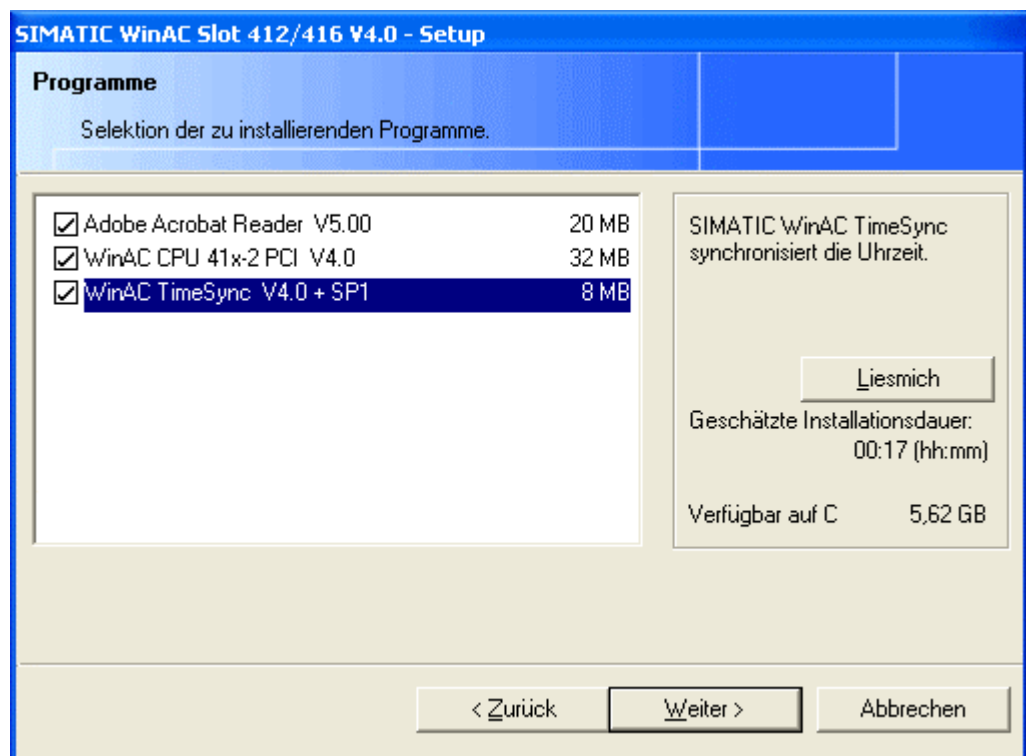 SIMATIC WinAC Slot 412/416 V4.0 - Setup
Programme
Selektion der zu installierenden Programme.
Adobe Acrobat Reader V5.00 20 MB
WinAC CPU 41x-2 PCI V4.0 32 MB
WinAC TimeSync V4.0 + SP1 8 MB
SIMATIC WinAC TimeSync
synchronisiert die Uhrzeit.
Liesmich
Geschätzte Installationsdauer:
00:17 (hh:mm)
Verfügbar auf C 5,62 GB
< Zurück Weiter > Abbrechen